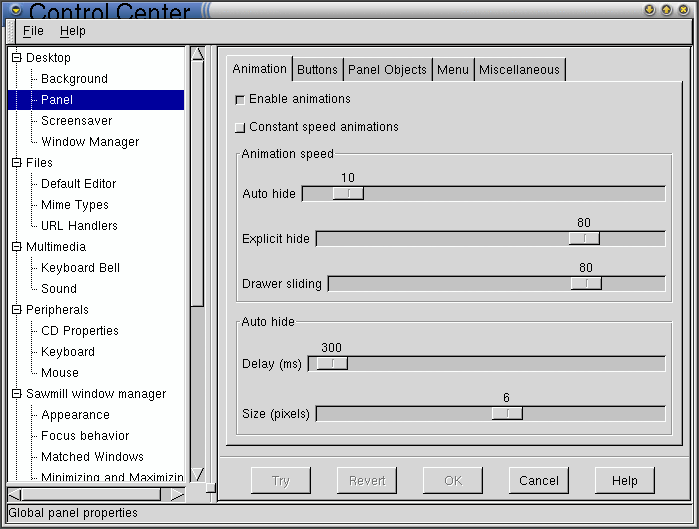 Control Center
File Help
Desktop
Background
Panel
Screensaver
Window Manager
Files
Default Editor
Mime Types
URL Handlers
Multimedia
Keyboard Bell
Sound
Peripherals
CD Properties
Keyboard
Mouse
Sawmill window manager
Appearance
Focus behavior
Matched Windows
Minimizing and Maximizin
Animation Buttons Panel Objects Menu Miscellaneous
Enable animations
Constant speed animations
Animation speed
10
Auto hide
80
Explicit hide
80
Drawer sliding
Auto hide
300
Delay (ms)
6
Size (pixels)
Try Revert OK Cancel Help
Global panel properties